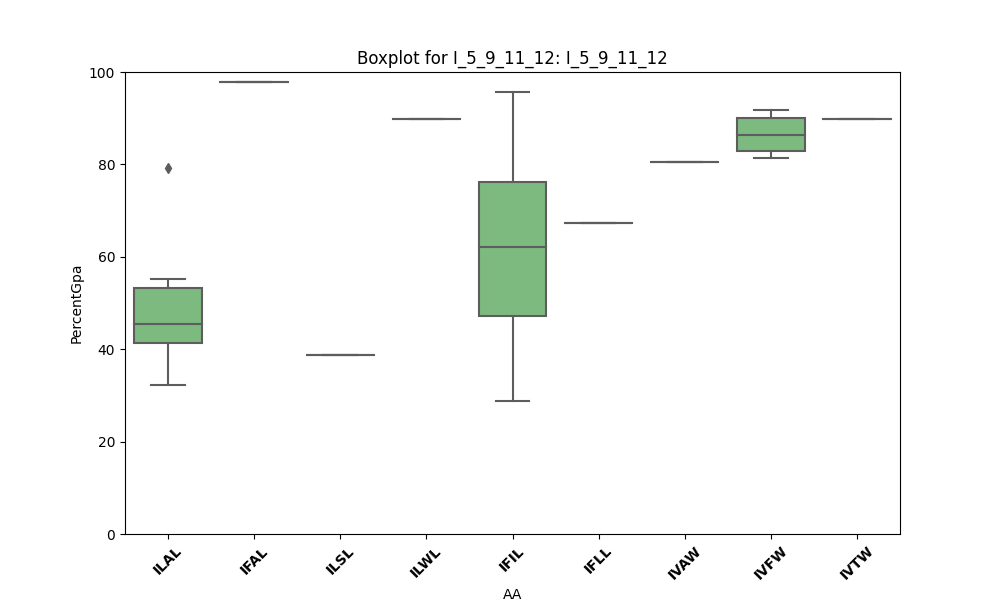 Boxplot for I_5_9_11_12: I_5_9_11_12
100
80
60
40
20
0
PercentGpa
ILAL
IFAL
ILSL
ILWL
IFIL
IFLL
IVAW
IVFW
IVTW
AA